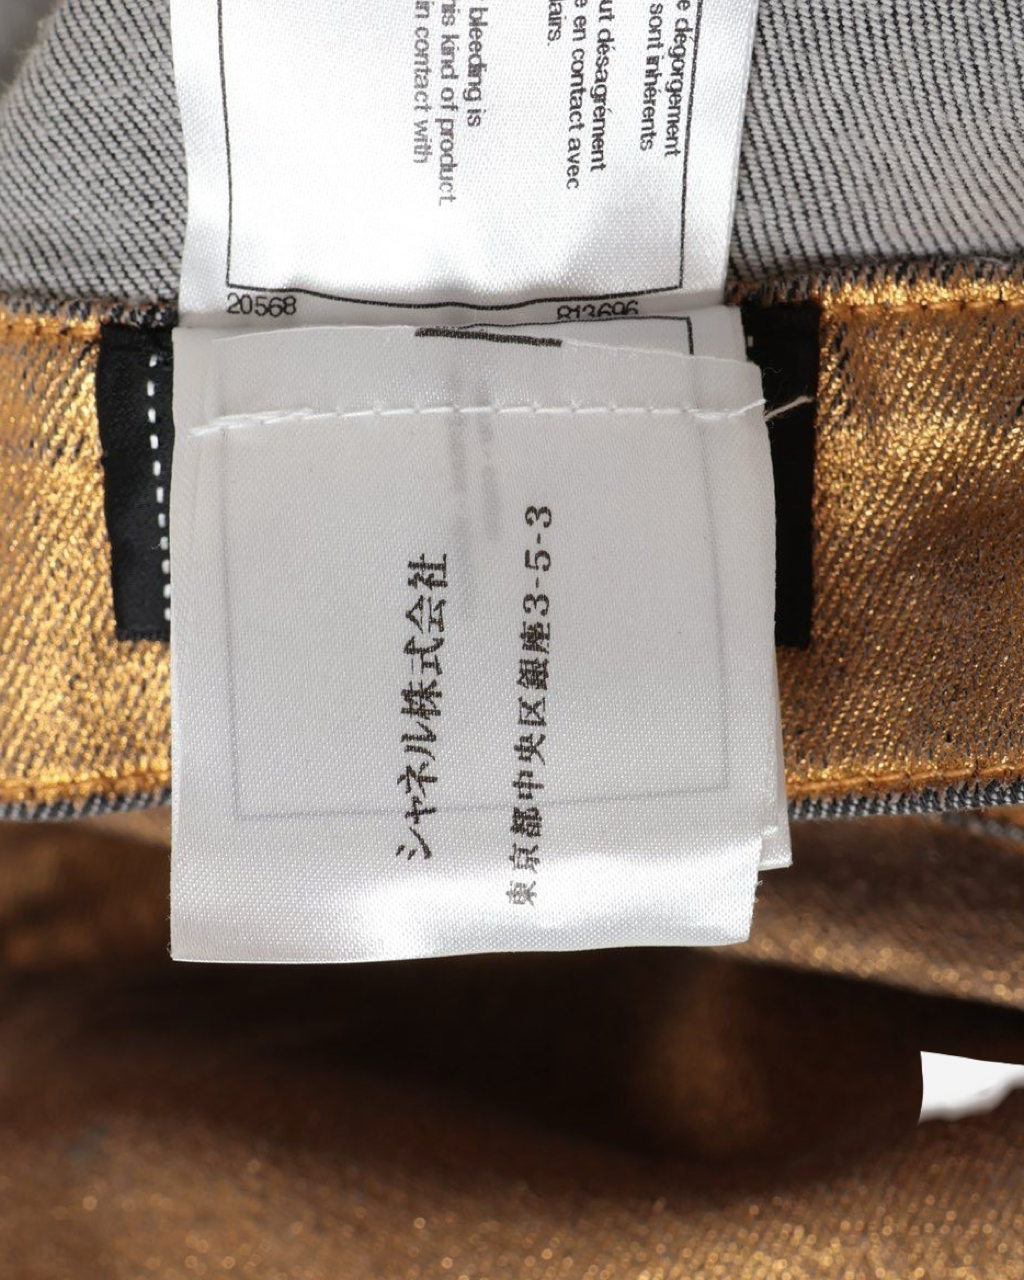 e dégorgement
sont inhérents
ut désagrément
e en contact avec
airs.
bleeding is
his kind of product
in contact with
20568
813696
シャネル株式会社
東京都中央区銀座3-5-3